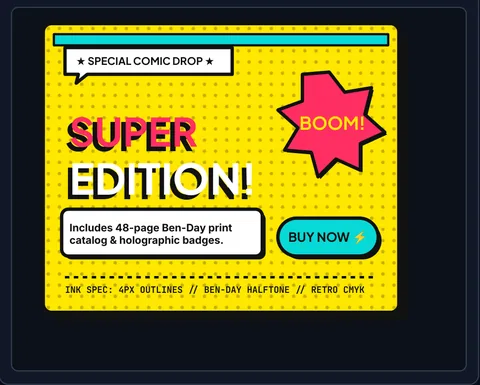 ★ SPECIAL COMIC DROP ★
BOOM!
SUPER
EDITION!
Includes 48-page Ben-Day print
catalog & holographic badges.
BUY NOW ⚡
INK SPEC: 4PX OUTLINES // BEN-DAY HALFTONE // RETRO CMYK